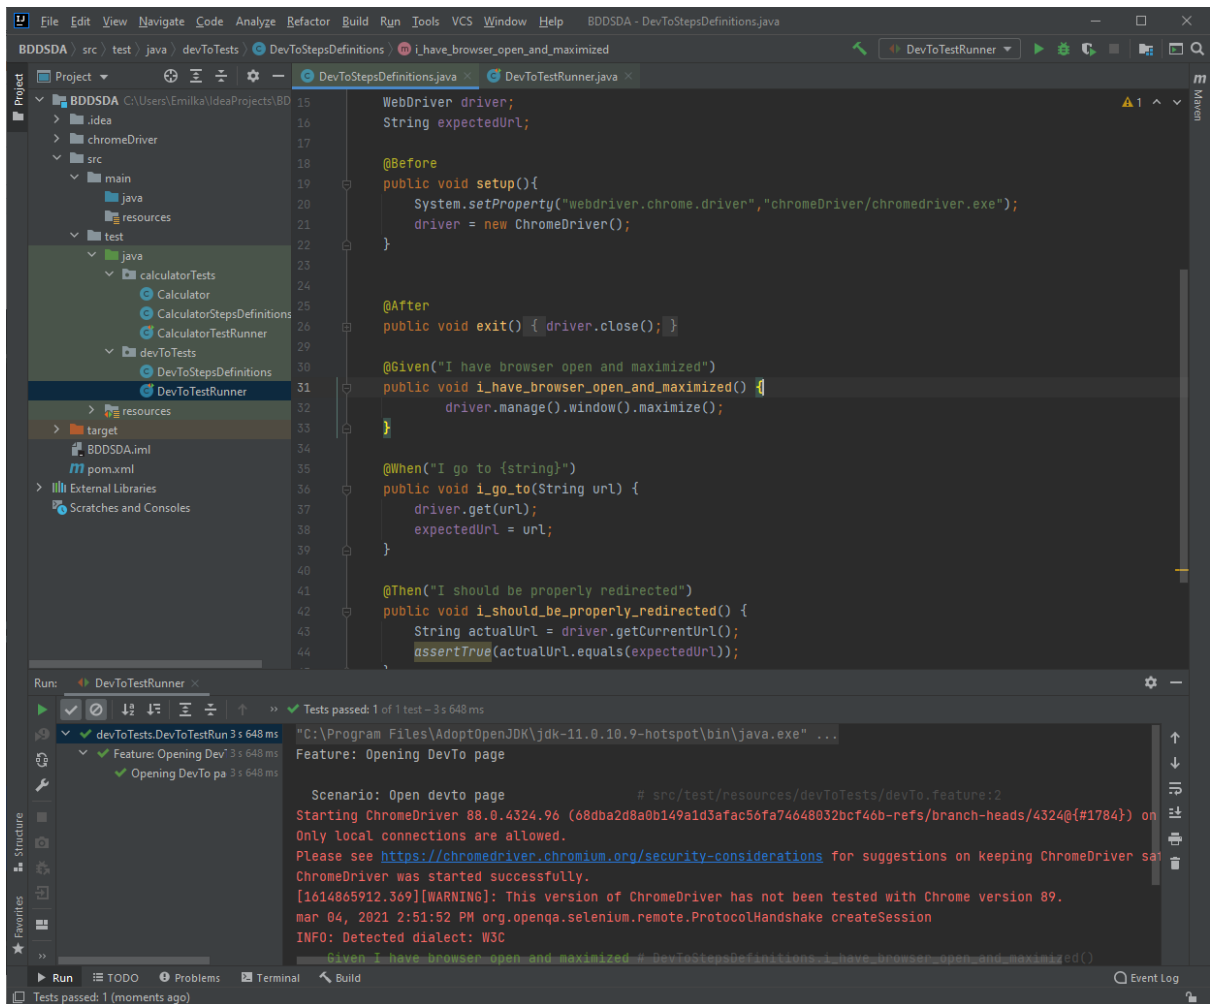 File Edit View Navigate Code Analyze Refactor Build Run Tools VCS Window Help BDDSDA - DevToStepsDefinitions.java
BDDSDA src test java devToTests DevToStepsDefinitions i_have_browser_open_and_maximized DevToTestRunner
Project
DevToStepsDefinitions.java
DevToTestRunner.java
Project
Maven
BDDSDA C:\Users\Emilka\IdeaProjects\BD
.idea
chromeDriver
src
main
java
resources
test
java
calculatorTests
Calculator
CalculatorStepsDefinitions
CalculatorTestRunner
devToTests
DevToStepsDefinitions
DevToTestRunner
resources
target
BDDSDA.iml
pom.xml
External Libraries
Scratches and Consoles
1
15 WebDriver driver;
16 String expectedUrl;
17
18 @Before
19 public void setup(){
20 System.setProperty("webdriver.chrome.driver","chromeDriver/chromedriver.exe");
21 driver = new ChromeDriver();
22 }
23
24
25 @After
26 public void exit() { driver.close(); }
29
30 @Given("I have browser open and maximized")
31 public void i_have_browser_open_and_maximized() {
32 driver.manage().window().maximize();
33 }
34
35 @When("I go to {string}")
36 public void i_go_to(String url) {
37 driver.get(url);
38 expectedUrl = url;
39 }
40
41 @Then("I should be properly redirected")
42 public void i_should_be_properly_redirected() {
43 String actualUrl = driver.getCurrentUrl();
44 assertTrue(actualUrl.equals(expectedUrl));
Run: DevToTestRunner
Tests passed: 1 of 1 test – 3 s 648 ms
devToTests.DevToTestRun 3 s 648 ms
Feature: Opening Dev 3 s 648 ms
Opening DevTo pa 3 s 648 ms
"C:\Program Files\AdoptOpenJDK\jdk-11.0.10.9-hotspot\bin\java.exe" ...
Feature: Opening DevTo page
Scenario: Open devto page # src/test/resources/devToTests/devTo.feature:2
Starting ChromeDriver 88.0.4324.96 (68dba2d8a0b149a1d3afac56fa74648032bcf46b-refs/branch-heads/4324@{#1784}) on
Only local connections are allowed.
Please see https://chromedriver.chromium.org/security-considerations for suggestions on keeping ChromeDriver saf
ChromeDriver was started successfully.
[1614865912.369][WARNING]: This version of ChromeDriver has not been tested with Chrome version 89.
mar 04, 2021 2:51:52 PM org.openqa.selenium.remote.ProtocolHandshake createSession
INFO: Detected dialect: W3C
Given I have browser open and maximized # DevToStepsDefinitions.i_have_browser_open_and_maximized()
Structure
Favorites
Run TODO Problems Terminal Build Event Log
Tests passed: 1 (moments ago)